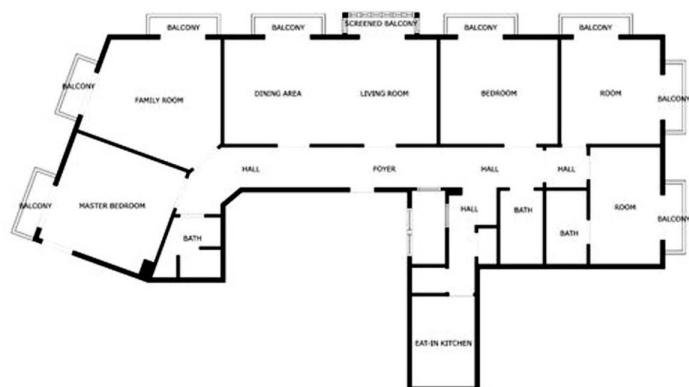 SCREENED BALCONY
BALCONY
BALCONY
BALCONY
BALCONY
BALCONY
FAMILY ROOM
DINING AREA
LIVING ROOM
BEDROOM
ROOM
BALCONY
HALL
FOYER
HALL
HALL
BALCONY
MASTER BEDROOM
HALL
BATH
ROOM
BALCONY
BATH
BATH
EAT-IN KITCHEN